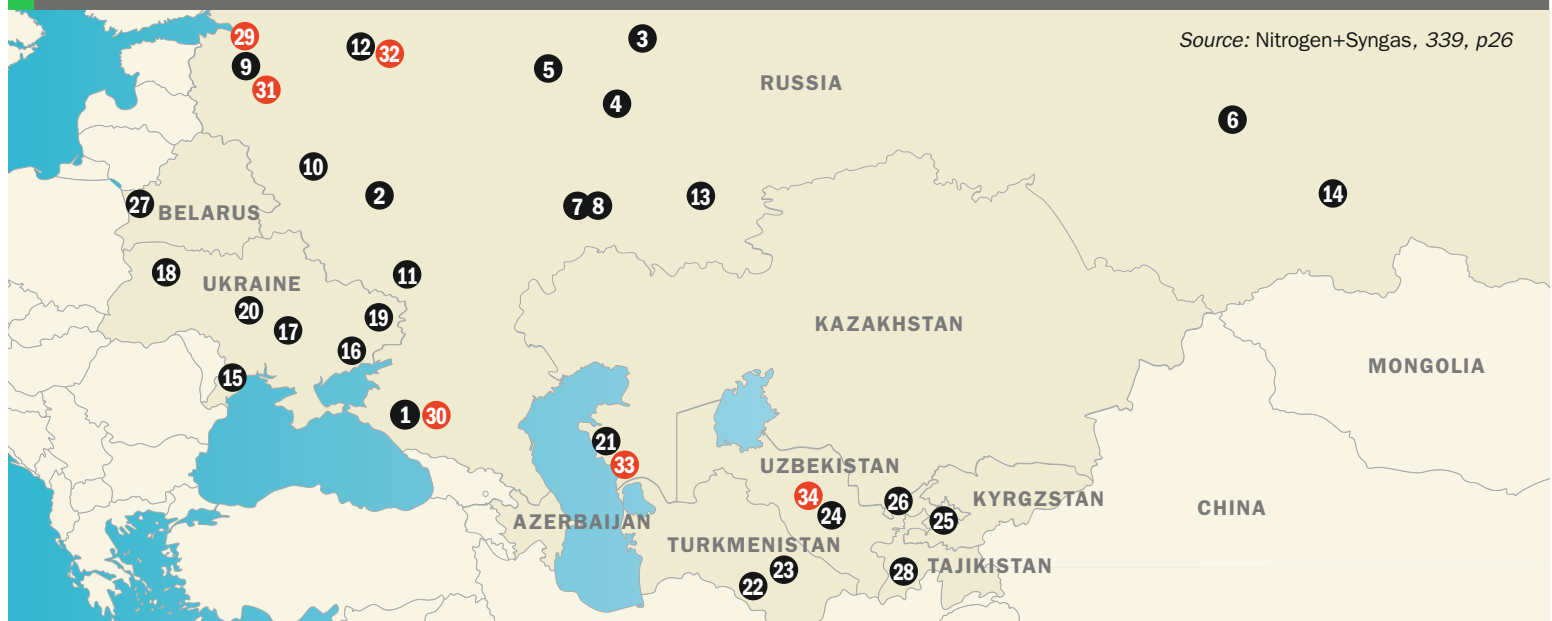 29
12
32
3
Source: Nitrogen+Syngas, 339, p26
9
5
RUSSIA
31
4
6
10
2
7
8
13
14
27
BELARUS
18
11
UKRAINE
20
19
17
KAZAKHSTAN
16
MONGOLIA
15
1
30
21
33
UZBEKISTAN
34
26
KYRGZSTAN
24
25
CHINA
AZERBAIJAN
TURKMENISTAN
23
28
TAJIKISTAN
22